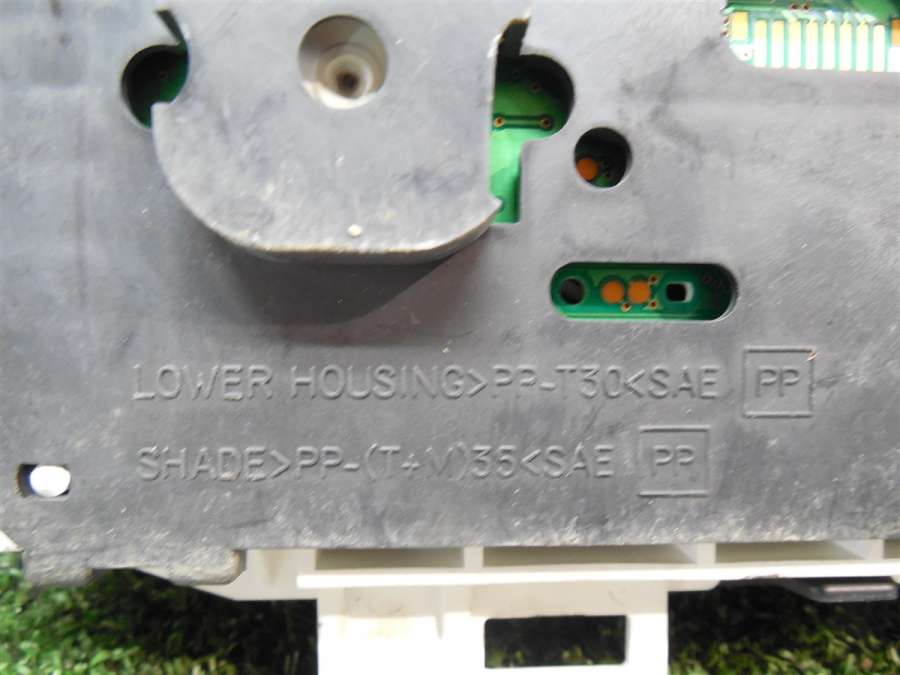 LOWER HOUSING>PP-T30<SAE PP
SHADE>PP-(T+M)35<SAE PP